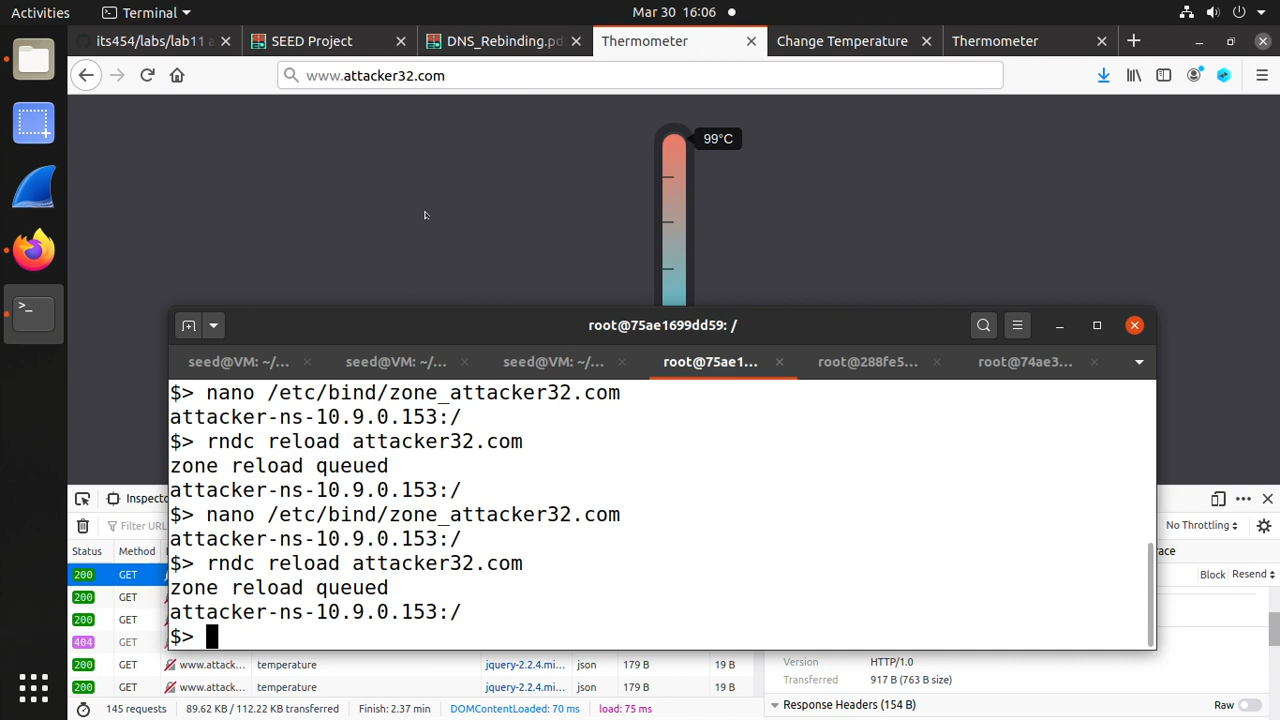 Activities
Terminal
Mar 30 16:06
its454/labs/lab11 a
SEED Project
DNS_Rebinding.pd
Thermometer
Change Temperature
Thermometer
www.attacker32.com
99°C
root@75ae1699dd59: /
seed@VM: ~/...
seed@VM: ~/...
seed@VM: ~/...
root@75ae1...
root@288fe5...
root@74ae3...
$> nano /etc/bind/zone_attacker32.com
attacker-ns-10.9.0.153:/
$> rndc reload attacker32.com
zone reload queued
attacker-ns-10.9.0.153:/
$> nano /etc/bind/zone_attacker32.com
attacker-ns-10.9.0.153:/
$> rndc reload attacker32.com
zone reload queued
attacker-ns-10.9.0.153:/
$>
Inspecto
Filter URL
No Throttling
Status Method
ace
200 GET
Block Resend
200 GET
200 GET
404 GET
200 GET www.attack... temperature jquery-2.2.4.mi... json 179 B 19 B
Version HTTP/1.0
200 GET www.attack... temperature jquery-2.2.4.mi... json 179 B 19 B
Transferred 917 B (763 B size)
145 requests 89.62 KB / 112.22 KB transferred Finish: 2.37 min DOMContentLoaded: 70 ms load: 75 ms
Response Headers (154 B) Raw